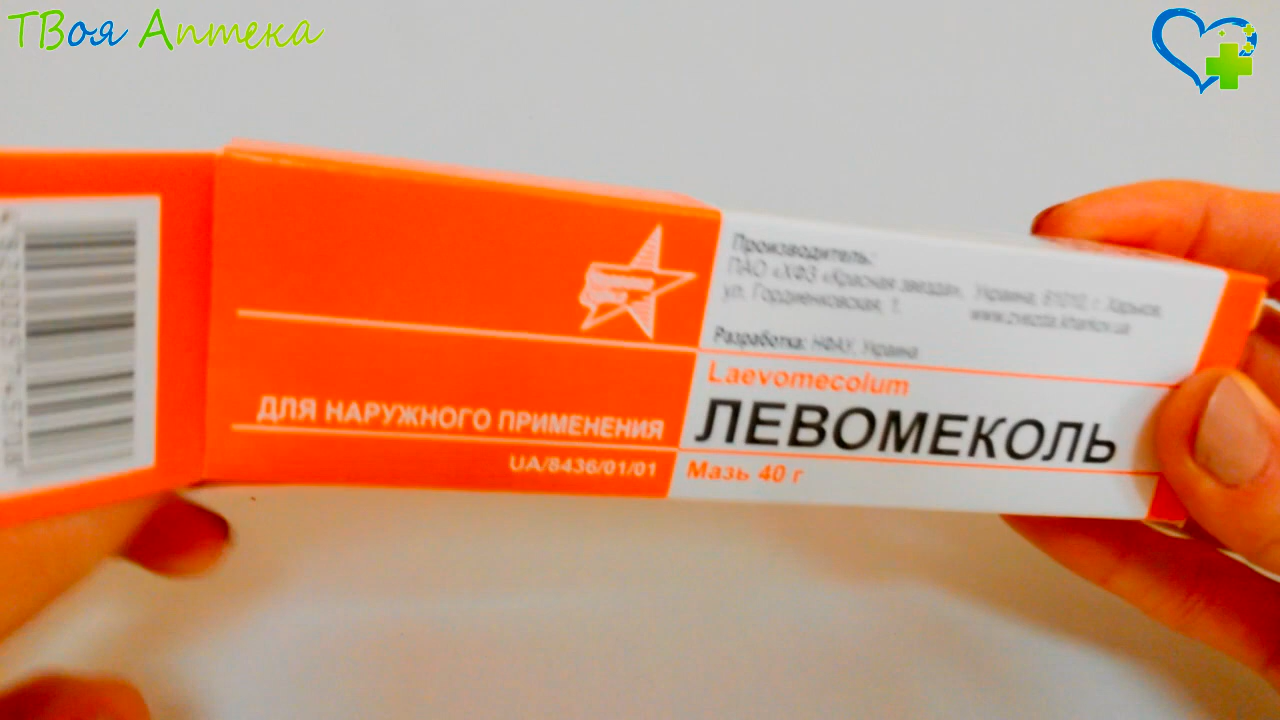 ТВоя Аптека
Производитель:
ПАО «ХФЗ «Красная звезда», Украина, 61010, г. Харьков,
ул. Гордиенковская, 1. www.zvezda.kharkov.ua
Разработка: НФАУ, Украина
Laevomecolum
ЛЕВОМЕКОЛЬ
Мазь 40 г
ДЛЯ НАРУЖНОГО ПРИМЕНЕНИЯ
UA/8436/01/01